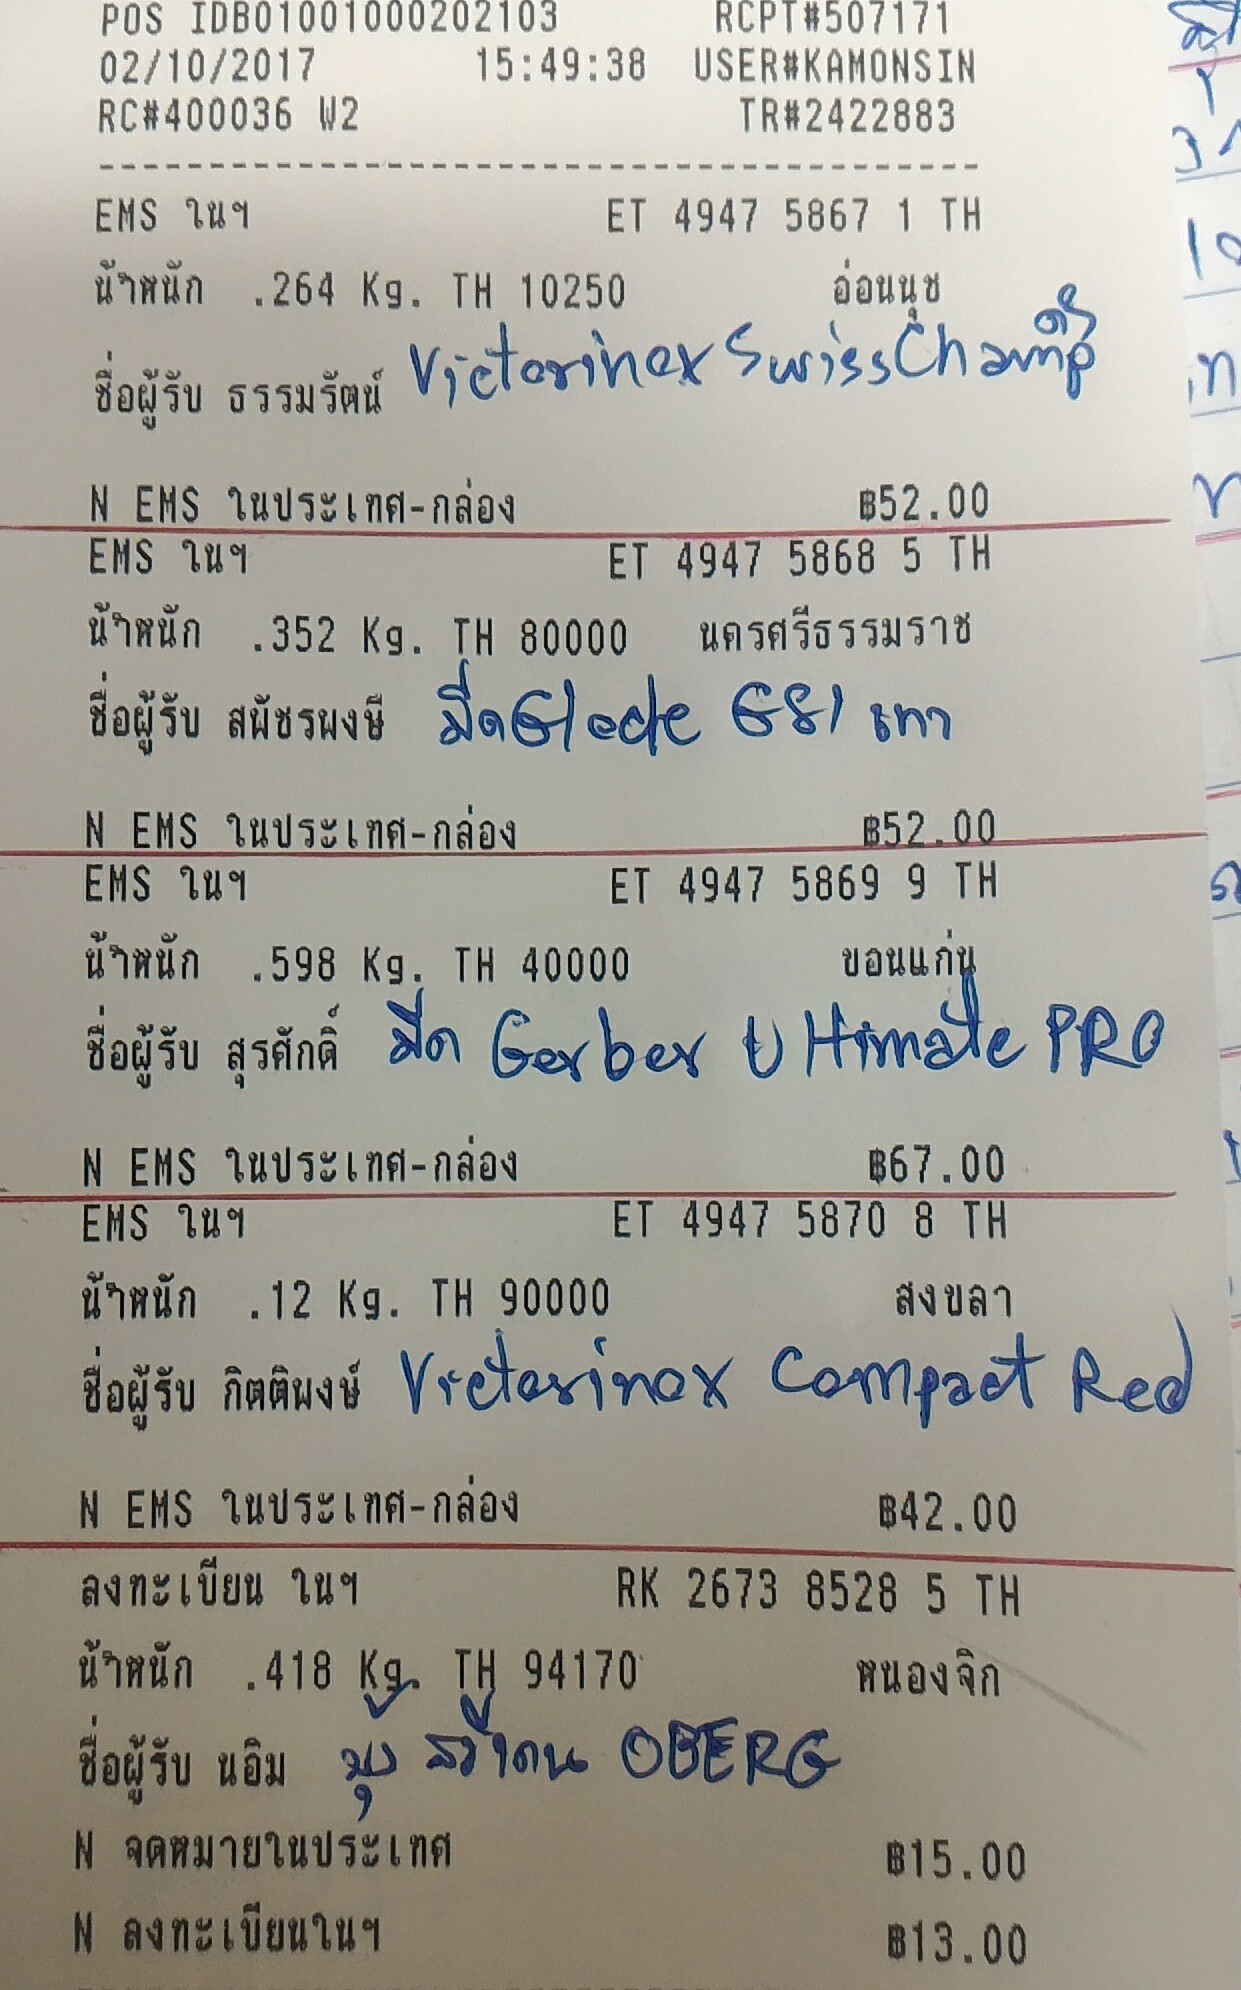 POS IDB01001000202103 RCPT#507171
02/10/2017 15:49:38 USER#KAMONSIN
RC#400036 W2 TR#2422883
EMS ในฯ ET 4947 5867 1 TH
น้ำหนัก .264 Kg. TH 10250 อ่อนนุช
ชื่อผู้รับ ธรรมรัตน์ Victorinox SwissChamp ดำ
N EMS ในประเทศ-กล่อง ฿52.00
EMS ในฯ ET 4947 5868 5 TH
น้ำหนัก .352 Kg. TH 80000 นครศรีธรรมราช
ชื่อผู้รับ สพัชรพงษ์ มีดGlock G81 เทา
N EMS ในประเทศ-กล่อง ฿52.00
EMS ในฯ ET 4947 5869 9 TH
น้ำหนัก .598 Kg. TH 40000 ขอนแก่น
ชื่อผู้รับ สุรศักดิ์ มีด Gerber Ultimate PRO
N EMS ในประเทศ-กล่อง ฿67.00
EMS ในฯ ET 4947 5870 8 TH
น้ำหนัก .12 Kg. TH 90000 สงขลา
ชื่อผู้รับ กิตติพงษ์ Victorinox Compact Red
N EMS ในประเทศ-กล่อง ฿42.00
ลงทะเบียน ในฯ RK 2673 8528 5 TH
น้ำหนัก .418 Kg. TH 94170 หนองจิก
ชื่อผู้รับ นอิม OBERG
N จดหมายในประเทศ ฿15.00
N ลงทะเบียนในฯ ฿13.00